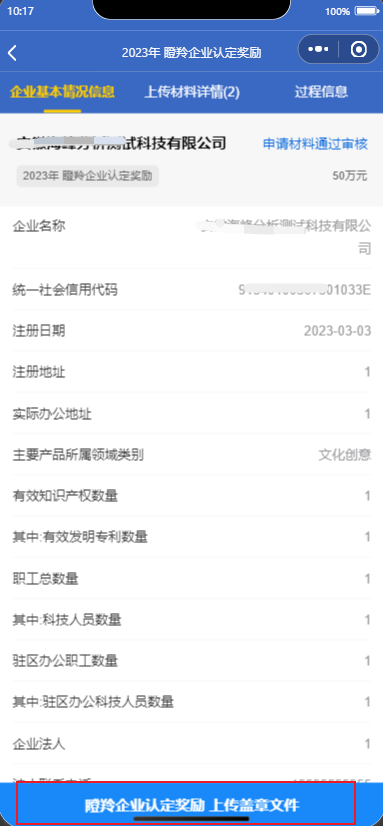 10:17
100%
2023年 瞪羚企业认定奖励
企业基本情况信息 上传材料详情(2) 过程信息
分析测试科技有限公司 申请材料通过审核
2023年 瞪羚企业认定奖励 50万元
企业名称 分析测试科技有限公
司
统一社会信用代码 01033E
注册日期 2023-03-03
注册地址 1
实际办公地址 1
主要产品所属领域类别 文化创意
有效知识产权数量 1
其中:有效发明专利数量 1
职工总数量 1
其中:科技人员数量 1
驻区办公职工数量 1
其中:驻区办公科技人员数量 1
企业法人 1
瞪羚企业认定奖励 上传盖章文件